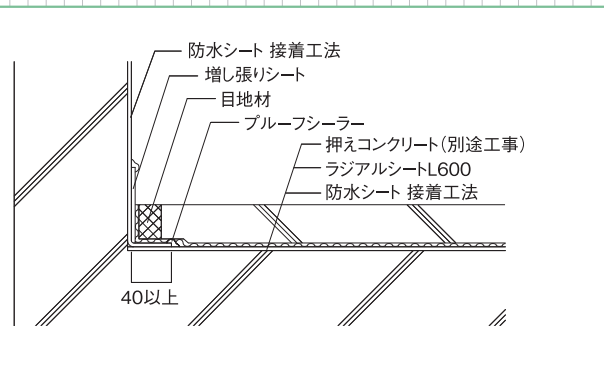 防水シート 接着工法
増し張りシート
目地材
プルーフシーラー
押えコンクリート(別途工事)
ラジアルシートL600
防水シート 接着工法
40以上